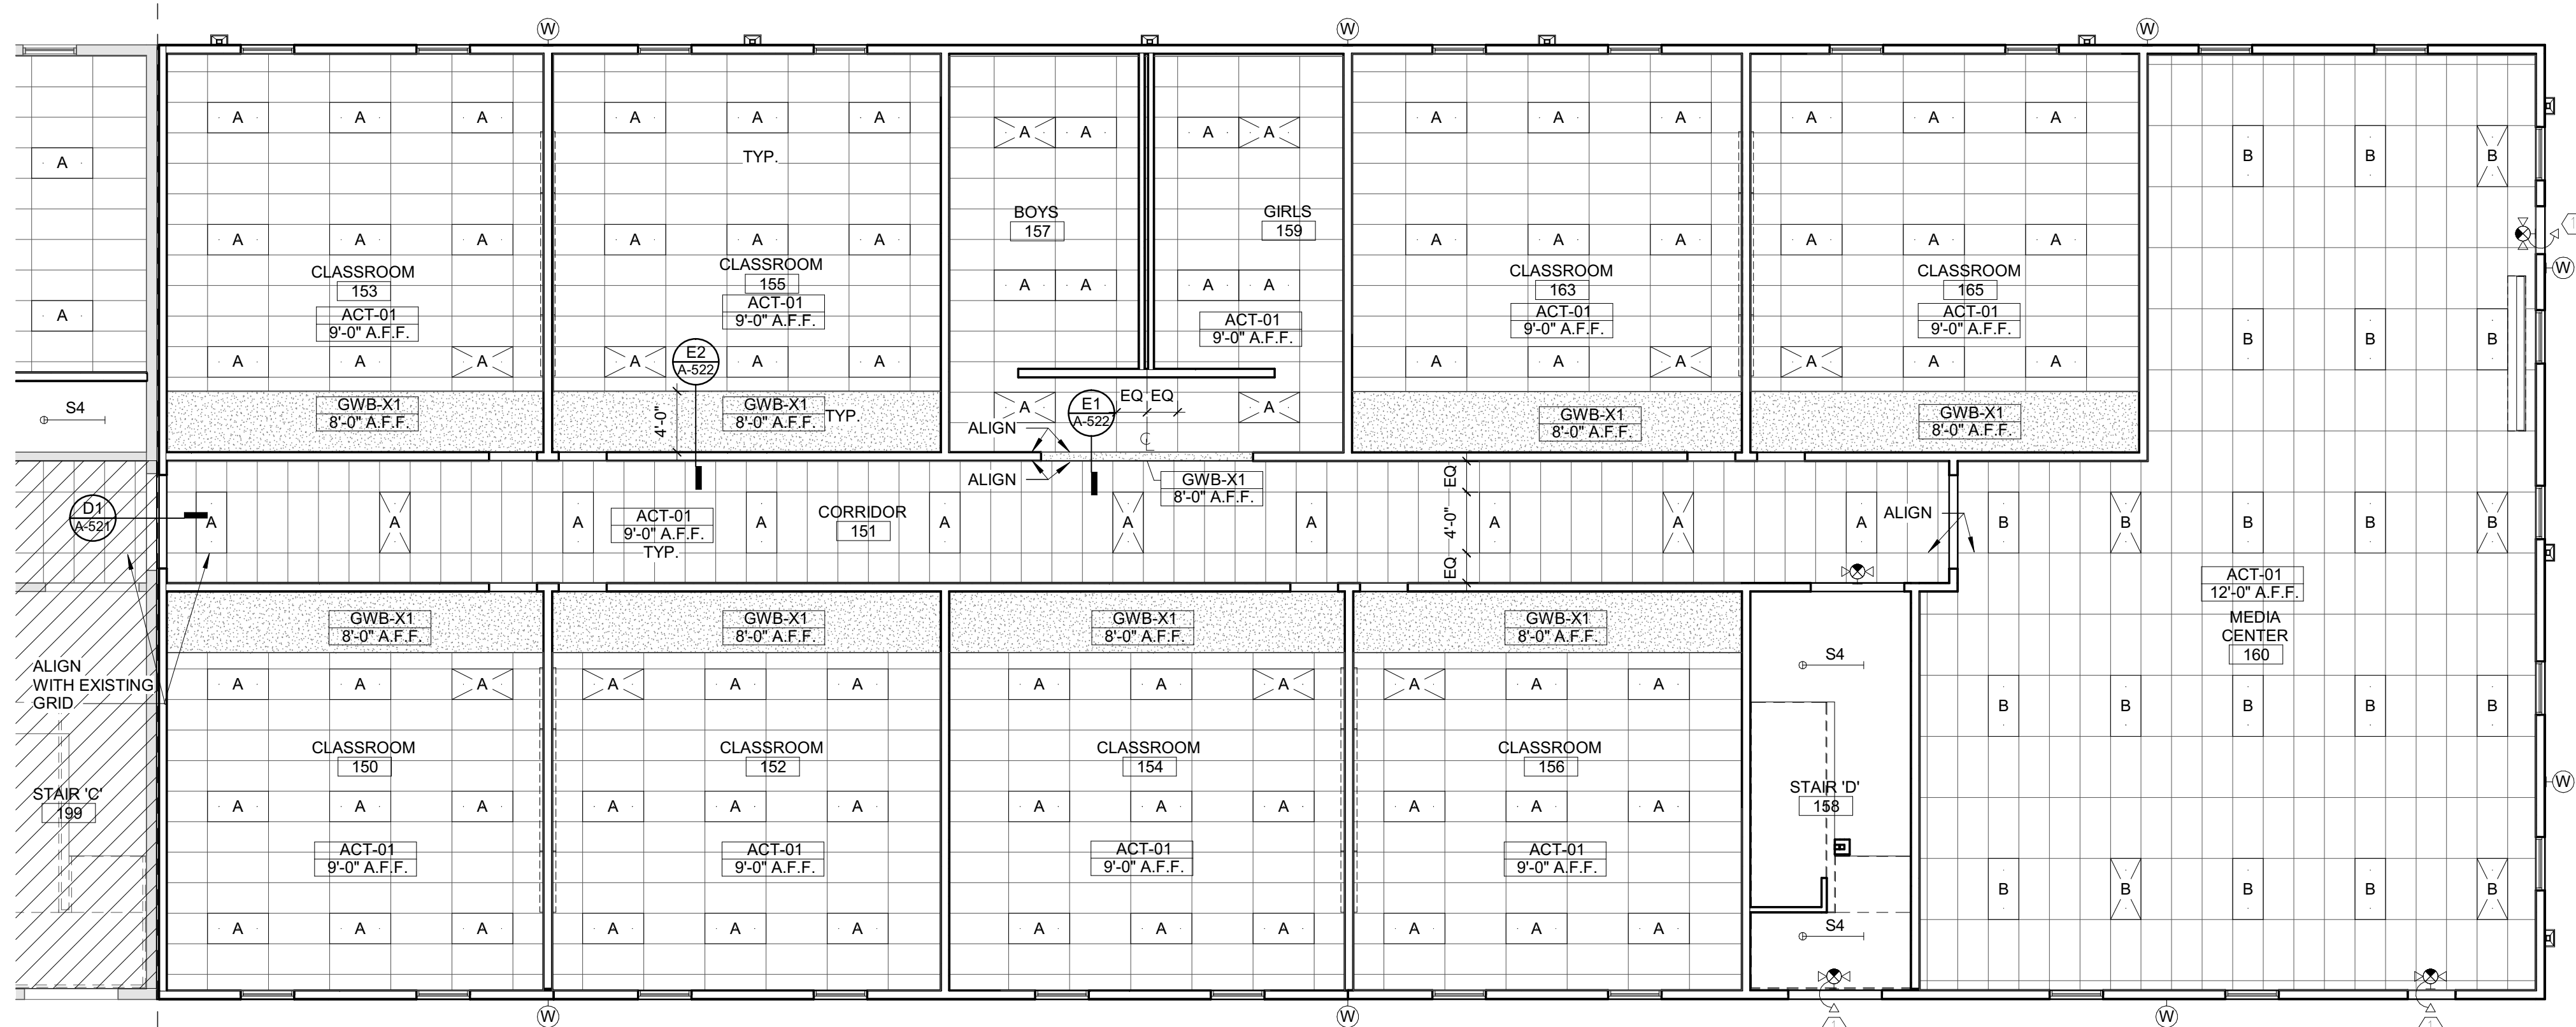 W
W
W
A A A
A A A
A A
A A
A A A
A A A
A
TYP.
B B B
BOYS
157
GIRLS
159
A A A
A A A
A A A
A A A
CLASSROOM
153
ACT-01
9'-0" A.F.F.
CLASSROOM
155
ACT-01
9'-0" A.F.F.
A A
A A
ACT-01
9'-0" A.F.F.
CLASSROOM
163
ACT-01
9'-0" A.F.F.
CLASSROOM
165
ACT-01
9'-0" A.F.F.
1
W
A
B B B
A A A
A A A
E2
A-522
A A A
A A A
S4
GWB-X1
8'-0" A.F.F.
4'-0"
GWB-X1
8'-0" A.F.F.
TYP.
A
E1
A-522
EQ EQ
A
ALIGN
GWB-X1
8'-0" A.F.F.
GWB-X1
8'-0" A.F.F.
ALIGN
GWB-X1
8'-0" A.F.F.
EQ
4'-0"
EQ
D1
A-521
A A A A A A A A A A
ACT-01
9'-0" A.F.F.
TYP.
CORRIDOR
151
ALIGN
B B B B B
ACT-01
12'-0" A.F.F.
MEDIA
CENTER
160
GWB-X1
8'-0" A.F.F.
GWB-X1
8'-0" A.F.F.
GWB-X1
8'-0" A.F.F.
GWB-X1
8'-0" A.F.F.
ALIGN
WITH EXISTING
GRID
A A A
A A A
A A A
A A A
S4
B B B B B
CLASSROOM
150
CLASSROOM
152
CLASSROOM
154
CLASSROOM
156
STAIR 'C'
199
A A A
A A A
A A A
A A A
STAIR 'D'
158
W
ACT-01
9'-0" A.F.F.
ACT-01
9'-0" A.F.F.
ACT-01
9'-0" A.F.F.
ACT-01
9'-0" A.F.F.
B B B B B
A A A
A A A
A A A
A A A
S4
W
W
W
1
1